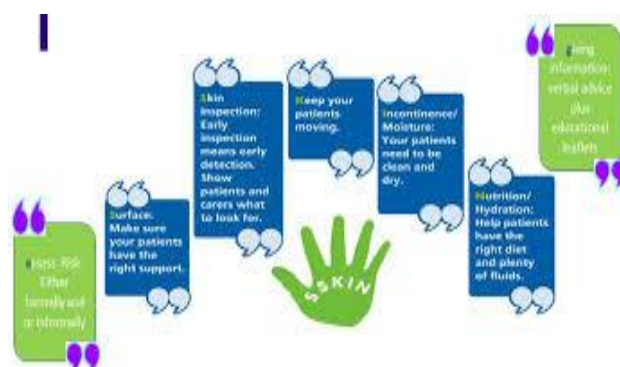 assess Risk
Either
formally and
or informally
Surface:
Make sure
your patients
have the
right support.
Skin
Inspection:
Early
inspection
means early
detection.
Show
patients and
carers what
to look for.
Keep your
patients
moving.
Incontinence/
Moisture:
Your patients
need to be
clean and
dry.
Nutrition/
Hydration:
Help patients
have the
right diet
and plenty
of fluids.
giving
information:
verbal advice
plus
educational
leaflets
SSKIN